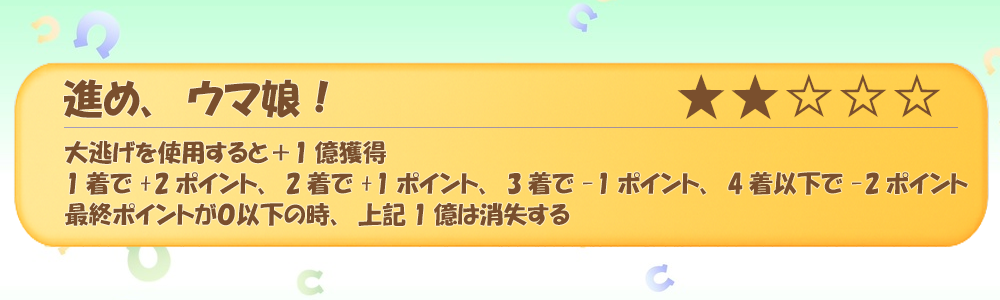 進め、ウマ娘！ ★★☆☆☆
大逃げを使用すると＋1億獲得
1着で+2ポイント、2着で+1ポイント、3着で-1ポイント、4着以下で-2ポイント
最終ポイントが0以下の時、上記1億は消失する